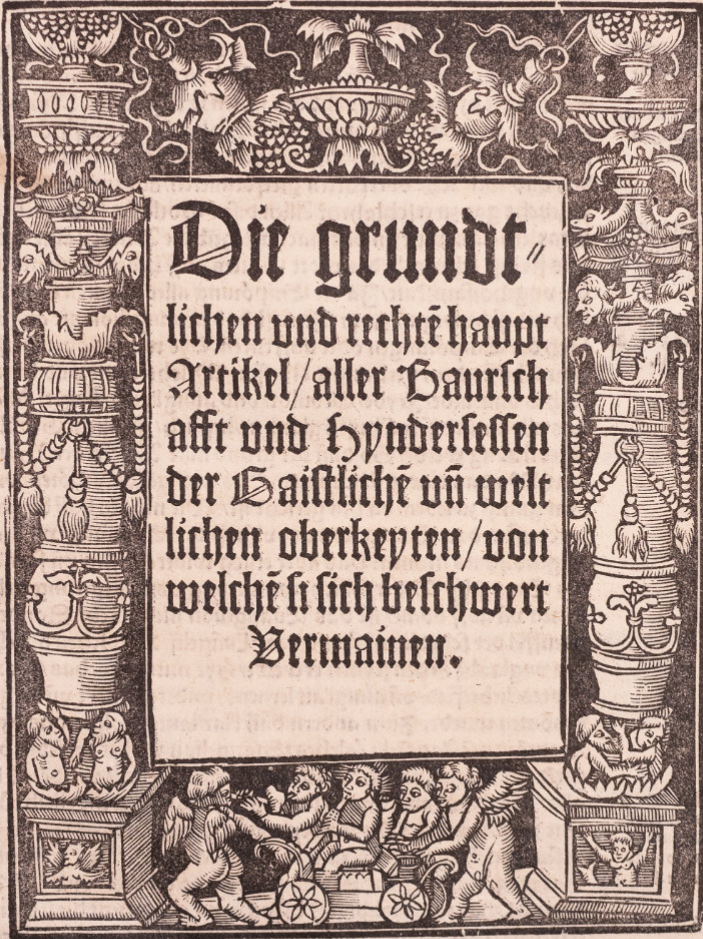 Die grundt⸗
lichen vnd rechtẽ haupt
Artikel/aller Baursch
afft vnd Hyndersessen
der Gaistlichẽ vñ welt
lichen oberkeyten/von
welchẽ si sich beschwert
Vermainen.